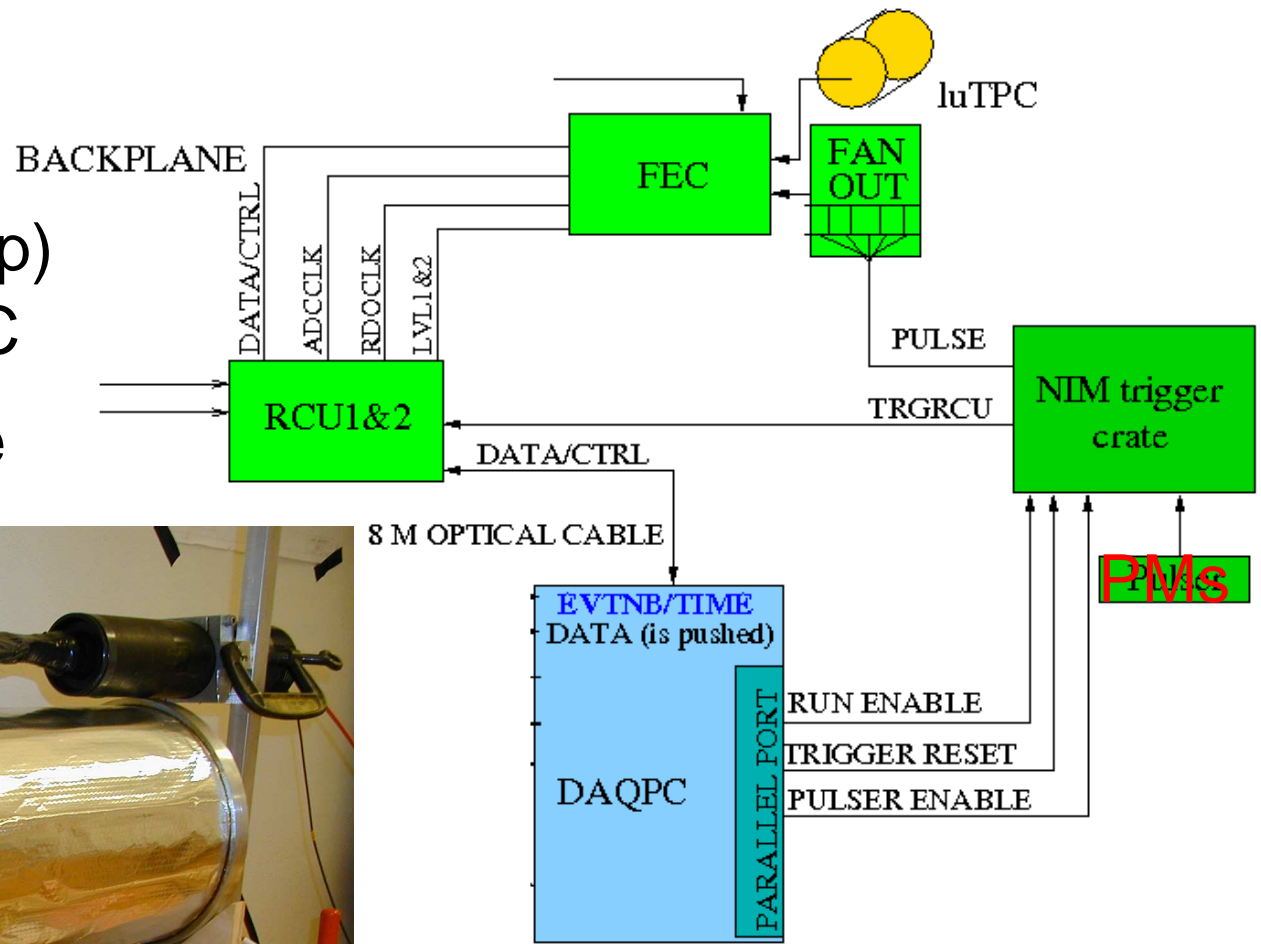 luTPC
BACKPLANE
FEC
FAN
OUT
p)
C
e
DATA/CTRL
ADCCLK
RDOCLK
LVL1&2
PULSE
NIM trigger
crate
TRGRCU
RCU1&2
DATA/CTRL
8 M OPTICAL CABLE
Pulser
PMs
EVTNB/TIME
DATA (is pushed)
RUN ENABLE
TRIGGER RESET
PULSER ENABLE
DAQPC
PARALLEL PORT